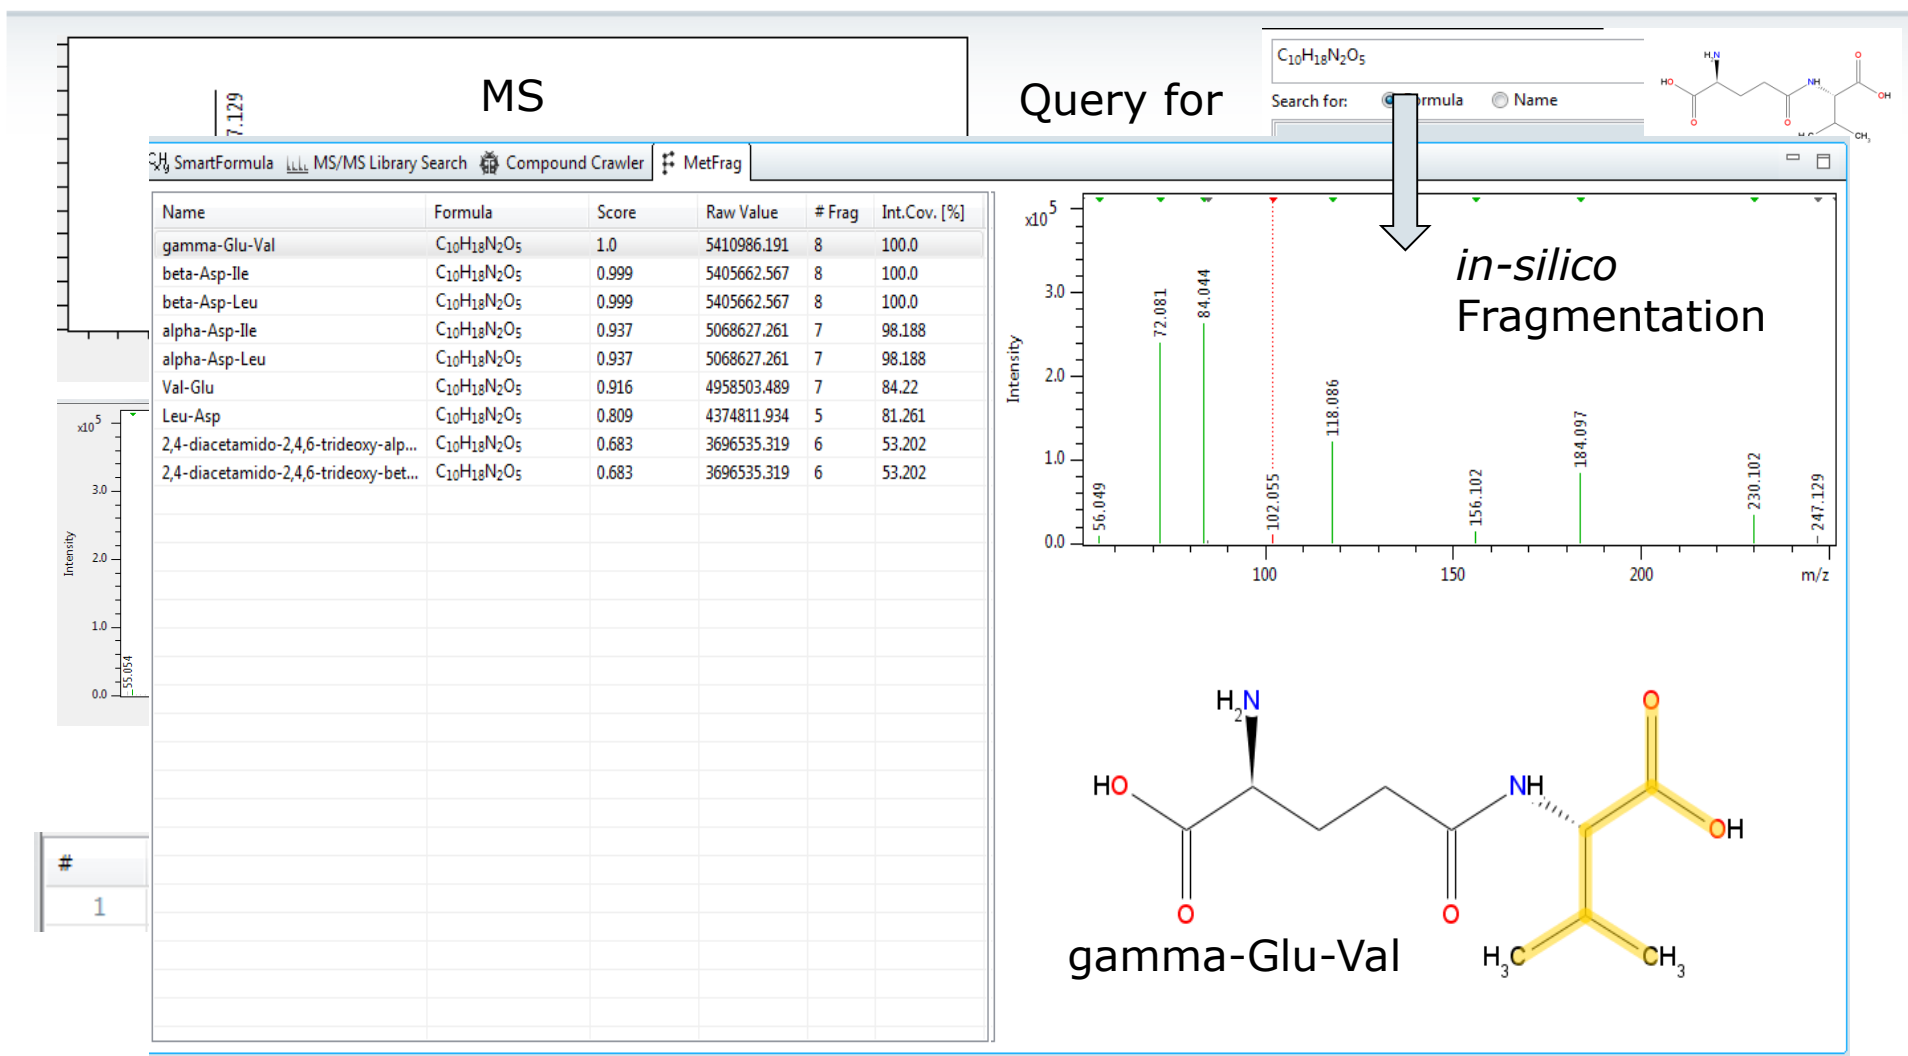 MS
7.129
Query for
C10H18N2O5
Search for: Formula Name
H2N
HO
O
O
NH
O
OH
CH3
SmartFormula MS/MS Library Search Compound Crawler MetFrag
Name Formula Score Raw Value # Frag Int.Cov. [%]
gamma-Glu-Val C10H18N2O5 1.0 5410986.191 8 100.0
beta-Asp-Ile C10H18N2O5 0.999 5405662.567 8 100.0
beta-Asp-Leu C10H18N2O5 0.999 5405662.567 8 100.0
alpha-Asp-Ile C10H18N2O5 0.937 5068627.261 7 98.188
alpha-Asp-Leu C10H18N2O5 0.937 5068627.261 7 98.188
Val-Glu C10H18N2O5 0.916 4958503.489 7 84.22
Leu-Asp C10H18N2O5 0.809 4374811.934 5 81.261
2,4-diacetamido-2,4,6-trideoxy-alp... C10H18N2O5 0.683 3696535.319 6 53.202
2,4-diacetamido-2,4,6-trideoxy-bet... C10H18N2O5 0.683 3696535.319 6 53.202
x10^5
3.0
2.0
1.0
0.0
Intensity
56.049
72.081
84.044
102.055
118.086
156.102
184.097
230.102
247.129
100 150 200 m/z
in-silico
Fragmentation
x10^5
3.0
2.0
1.0
0.0
Intensity
55.054
#
1
H2N
HO
O
O
NH
O
OH
H3C
CH3
gamma-Glu-Val